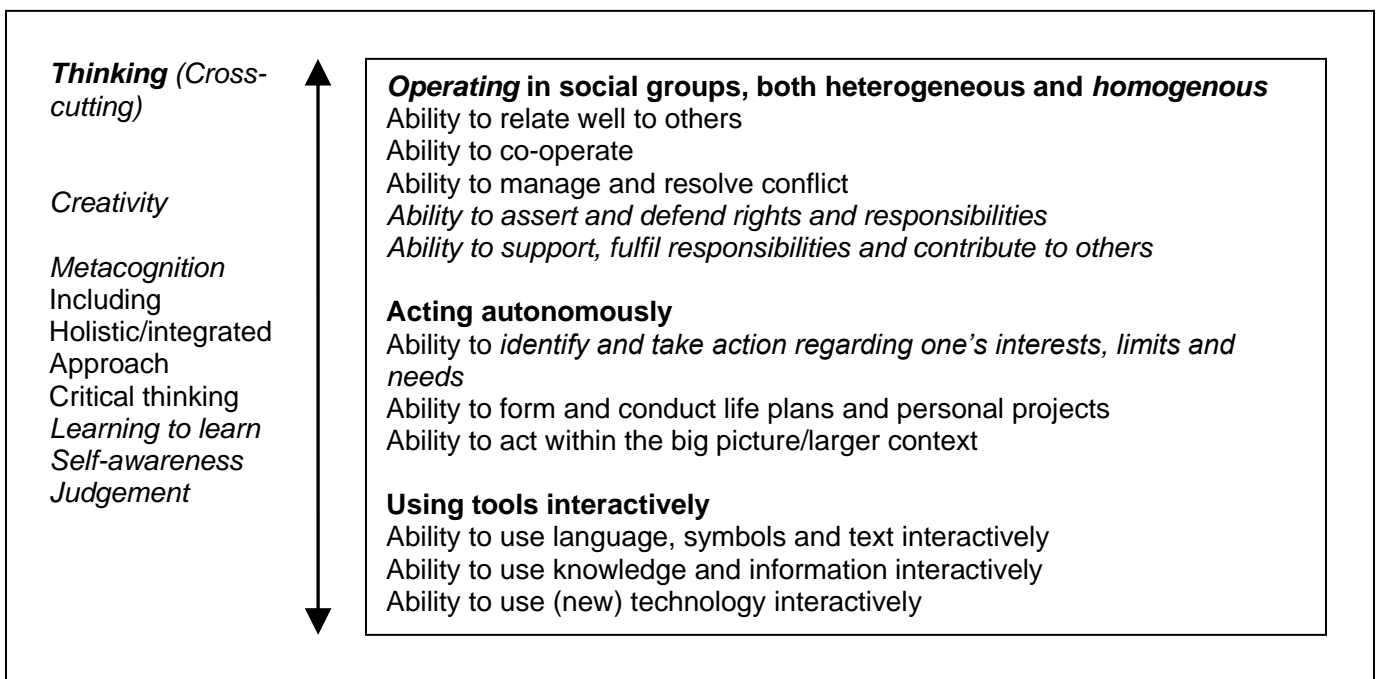 Thinking (Cross-
cutting)
Creativity
Metacognition
Including
Holistic/integrated
Approach
Critical thinking
Learning to learn
Self-awareness
Judgement
Operating in social groups, both heterogeneous and homogenous
Ability to relate well to others
Ability to co-operate
Ability to manage and resolve conflict
Ability to assert and defend rights and responsibilities
Ability to support, fulfil responsibilities and contribute to others
Acting autonomously
Ability to identify and take action regarding one’s interests, limits and
needs
Ability to form and conduct life plans and personal projects
Ability to act within the big picture/larger context
Using tools interactively
Ability to use language, symbols and text interactively
Ability to use knowledge and information interactively
Ability to use (new) technology interactively